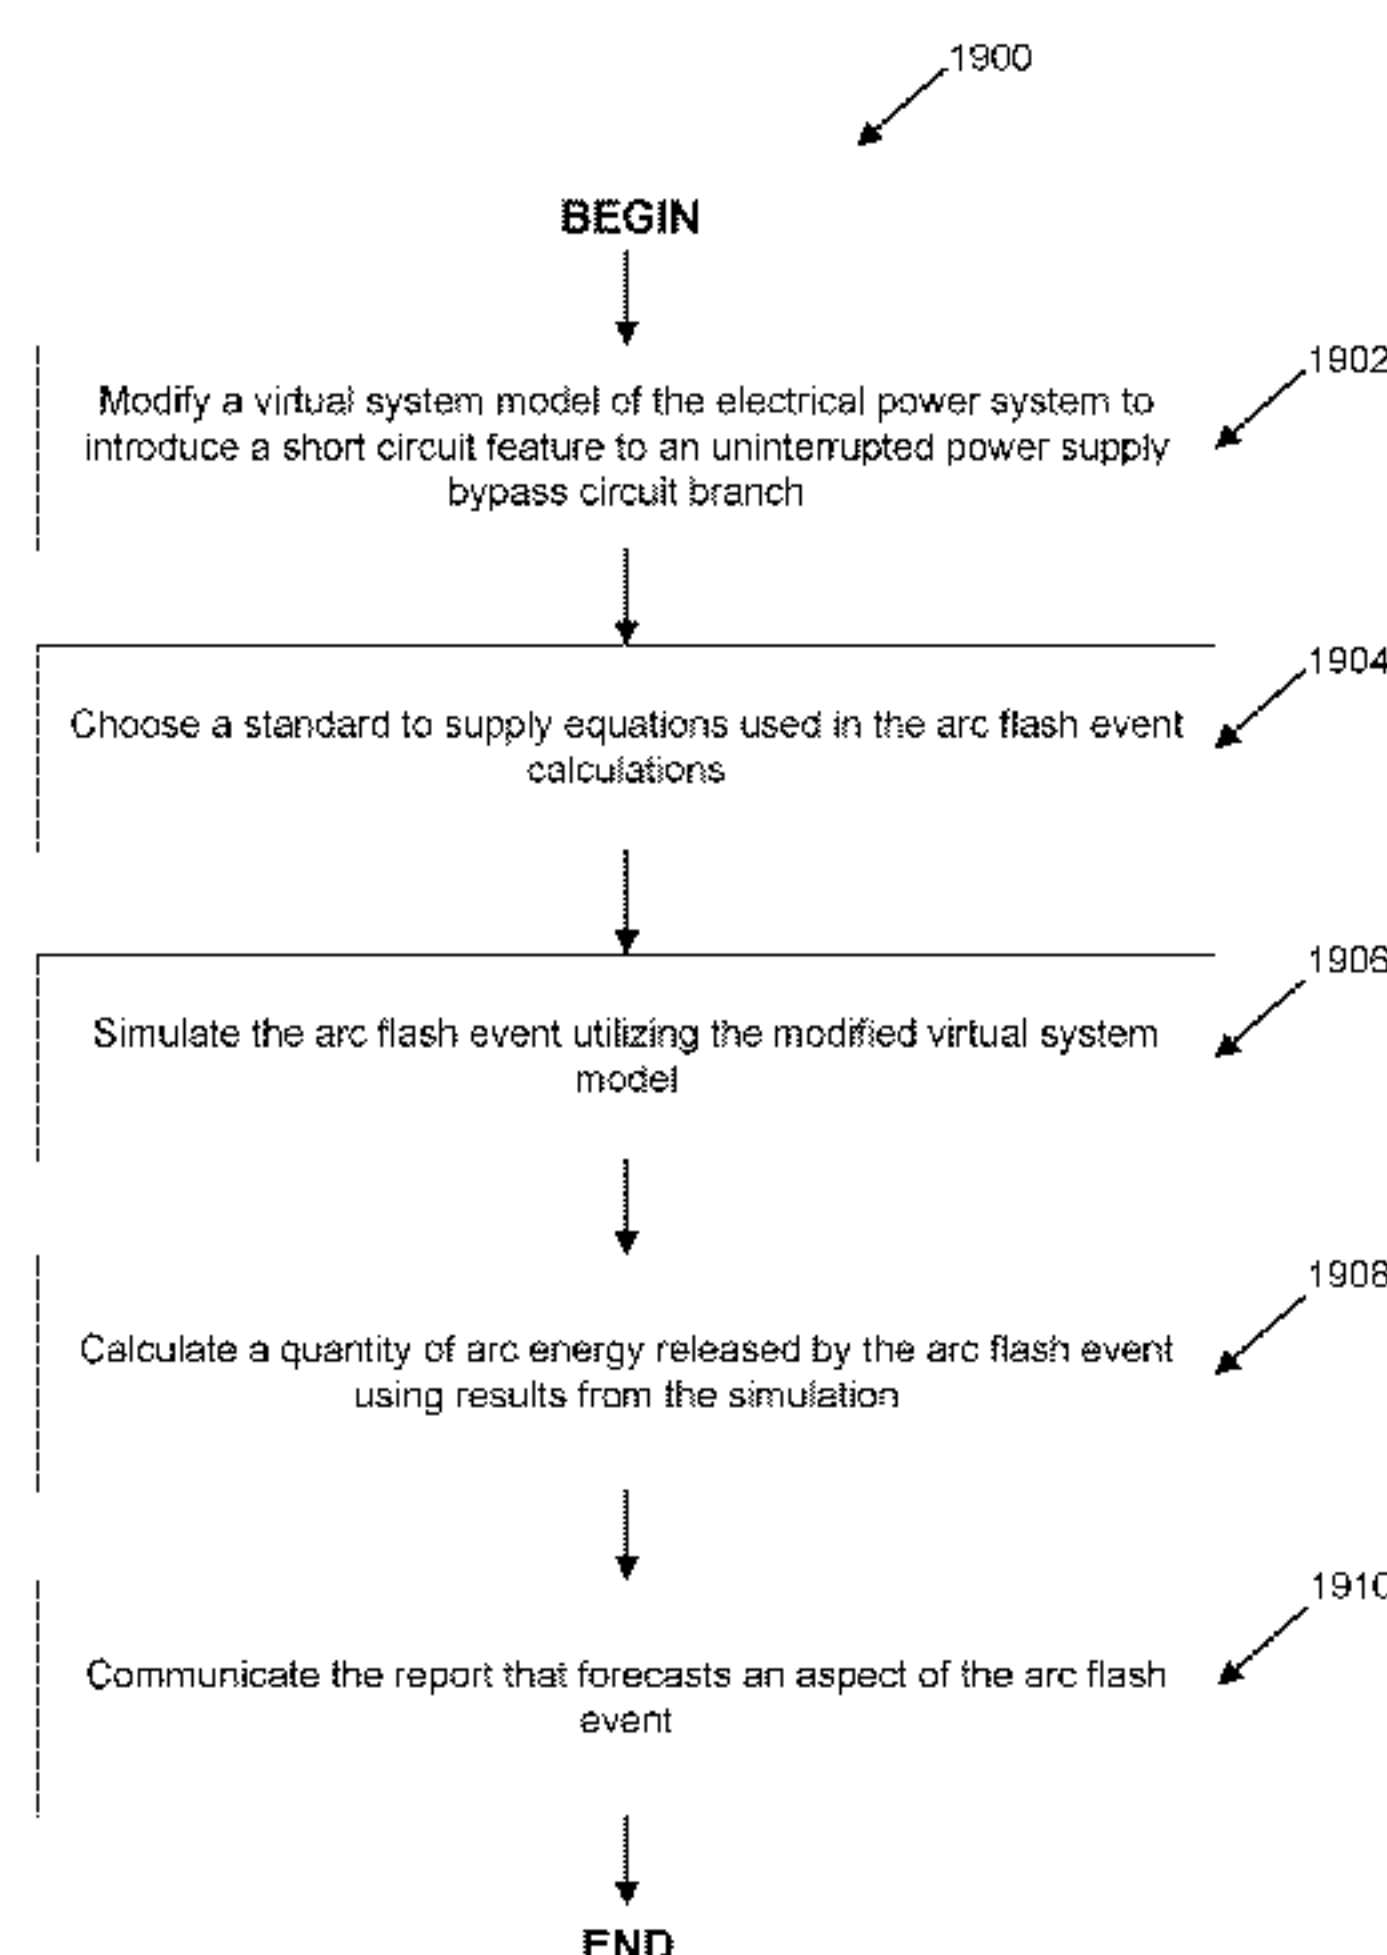 1900
BEGIN
1902
Modify a virtual system model of the electrical power system to
introduce a short circuit feature to an uninterrupted power supply
bypass circuit branch
1904
Choose a standard to supply equations used in the arc flash event
calculations
1906
Simulate the arc flash event utilizing the modified virtual system
model
1908
Calculate a quantity of arc energy released by the arc flash event
using results from the simulation
1910
Communicate the report that forecasts an aspect of the arc flash
event
END